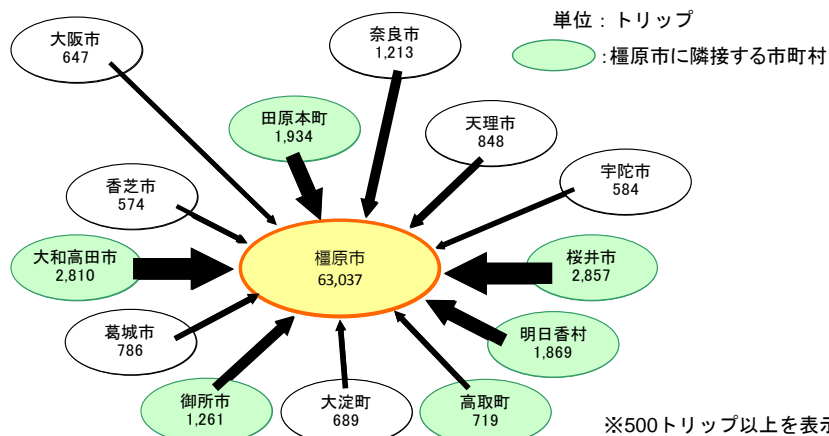 単位：トリップ
：橿原市に隣接する市町村
大阪市
647
奈良市
1,213
田原本町
1,934
天理市
848
宇陀市
584
香芝市
574
大和高田市
2,810
橿原市
63,037
桜井市
2,857
葛城市
786
明日香村
1,869
御所市
1,261
大淀町
689
高取町
719
※500トリップ以上を表示